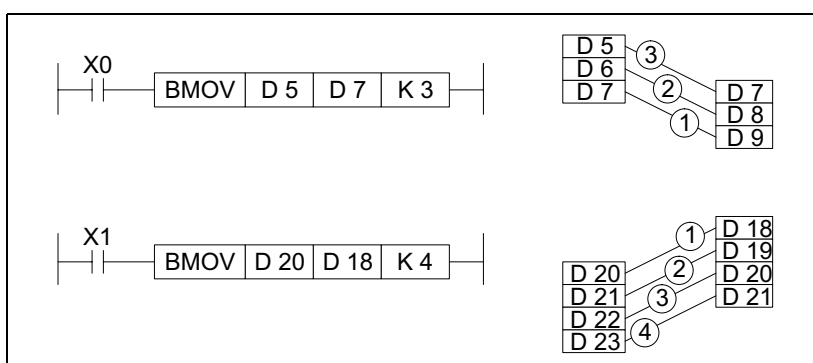 X0
BMOV D 5 D 7 K 3
D 5
D 6
D 7
3
2
1
D 7
D 8
D 9
X1
BMOV D 20 D 18 K 4
D 20
D 21
D 22
D 23
1
2
3
4
D 18
D 19
D 20
D 21